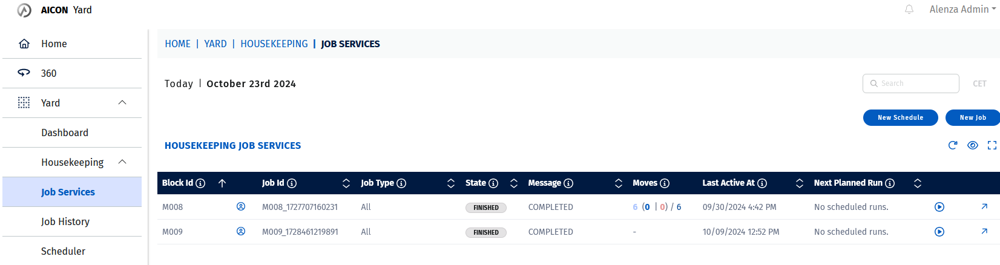 AICON Yard
Alenza Admin
Home
360
Yard
Dashboard
Housekeeping
Job Services
Job History
Scheduler
HOME | YARD | HOUSEKEEPING | JOB SERVICES
Today | October 23rd 2024
Search
CET
New Schedule
New Job
HOUSEKEEPING JOB SERVICES
Block Id Job Id Job Type State Message Moves Last Active At Next Planned Run
M008 M008_1727707160231 All FINISHED COMPLETED 6 (0 | 0) / 6 09/30/2024 4:42 PM No scheduled runs.
M009 M009_1728461219891 All FINISHED COMPLETED - 10/09/2024 12:52 PM No scheduled runs.